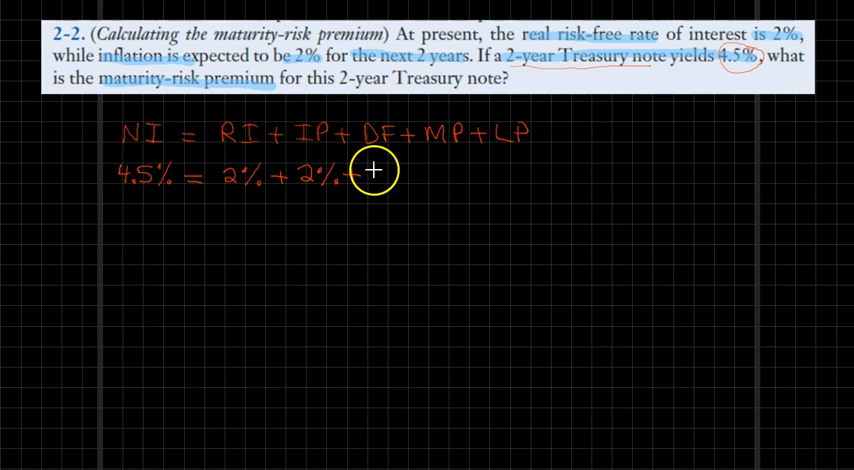 2-2. (Calculating the maturity-risk premium) At present, the real risk-free rate of interest is 2%,
while inflation is expected to be 2% for the next 2 years. If a 2-year Treasury note yields 4.5%, what
is the maturity-risk premium for this 2-year Treasury note?
NI = RI + IP + DF + MP + LP
4.5% = 2% + 2% +